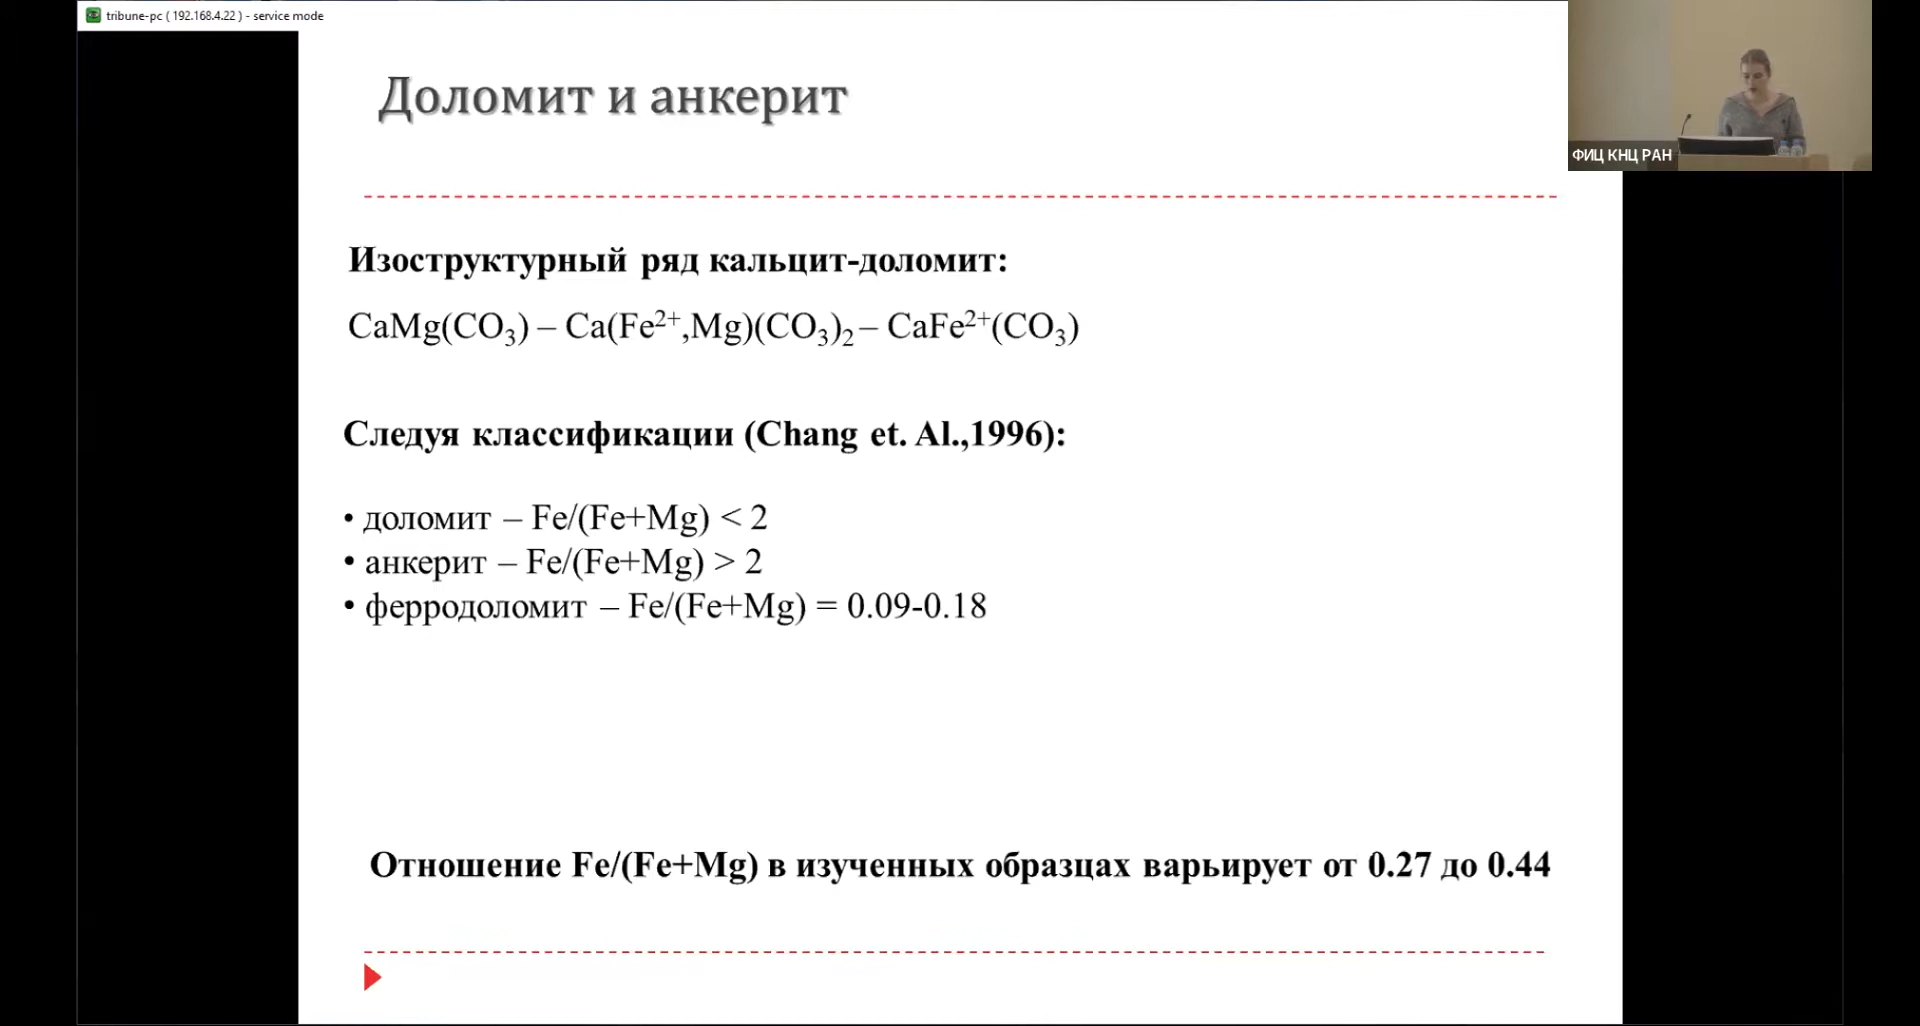 tribune-pc ( 192.168.4.22 ) - service mode
Доломит и анкерит
ФИЦ КНЦ РАН
Изоструктурный ряд кальцит-доломит:
CaMg(CO₃) – Ca(Fe²⁺,Mg)(CO₃)₂ – CaFe²⁺(CO₃)
Следуя классификации (Chang et. Al.,1996):
• доломит – Fe/(Fe+Mg) < 2
• анкерит – Fe/(Fe+Mg) > 2
• ферродоломит – Fe/(Fe+Mg) = 0.09-0.18
Отношение Fe/(Fe+Mg) в изученных образцах варьирует от 0.27 до 0.44